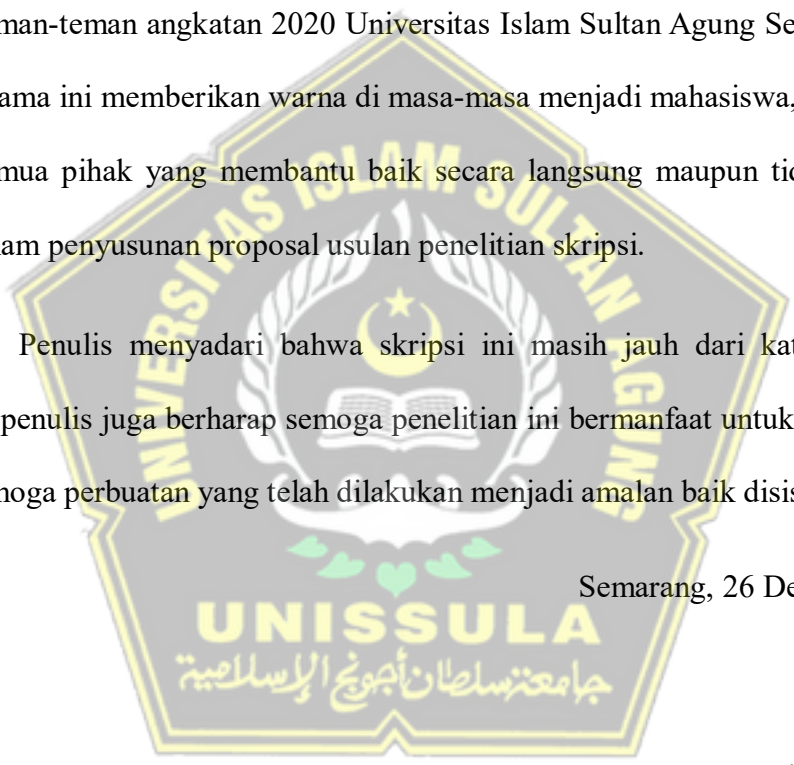 man-teman angkatan 2020 Universitas Islam Sultan Agung Se
ama ini memberikan warna di masa-masa menjadi mahasiswa,
mua pihak yang membantu baik secara langsung maupun tid
am penyusunan proposal usulan penelitian skripsi.
Penulis menyadari bahwa skripsi ini masih jauh dari kat
penulis juga berharap semoga penelitian ini bermanfaat untuk
noga perbuatan yang telah dilakukan menjadi amalan baik disis
Semarang, 26 De
UNIVERSITAS ISLAM SULTAN AGUNG
UNISSULA
جامعة سلطان أجونج الإسلامية